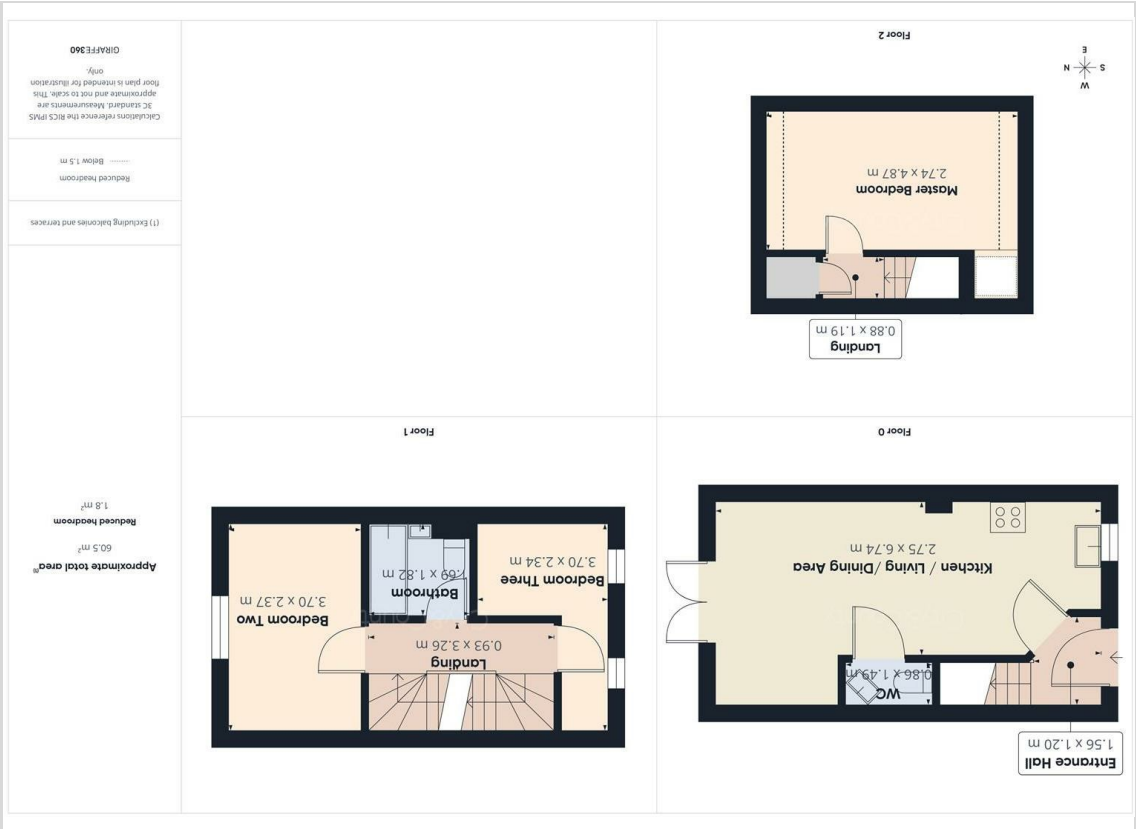 Entrance Hall
1.56 x 1.20 m
WC
0.86 x 1.49 m
Kitchen / Living /Dining Area
2.75 x 6.74 m
Floor 0
Landing
0.93 x 3.26 m
Bedroom Two
3.70 x 2.37 m
Bathroom
1.69 x 1.82 m
Bedroom Three
3.70 x 2.34 m
Floor 1
Landing
0.88 x 1.19 m
Master Bedroom
2.74 x 4.87 m
Floor 2
W
N
S
E
Approximate total area(1)
60.5 m²
Reduced headroom
1.8 m²
(1) Excluding balconies and terraces
Reduced headroom
Below 1.5 m
Calculations reference the RICS IPMS
3C standard. Measurements are
approximate and not to scale. This
floor plan is intended for illustration
only.
GIRAFFE360